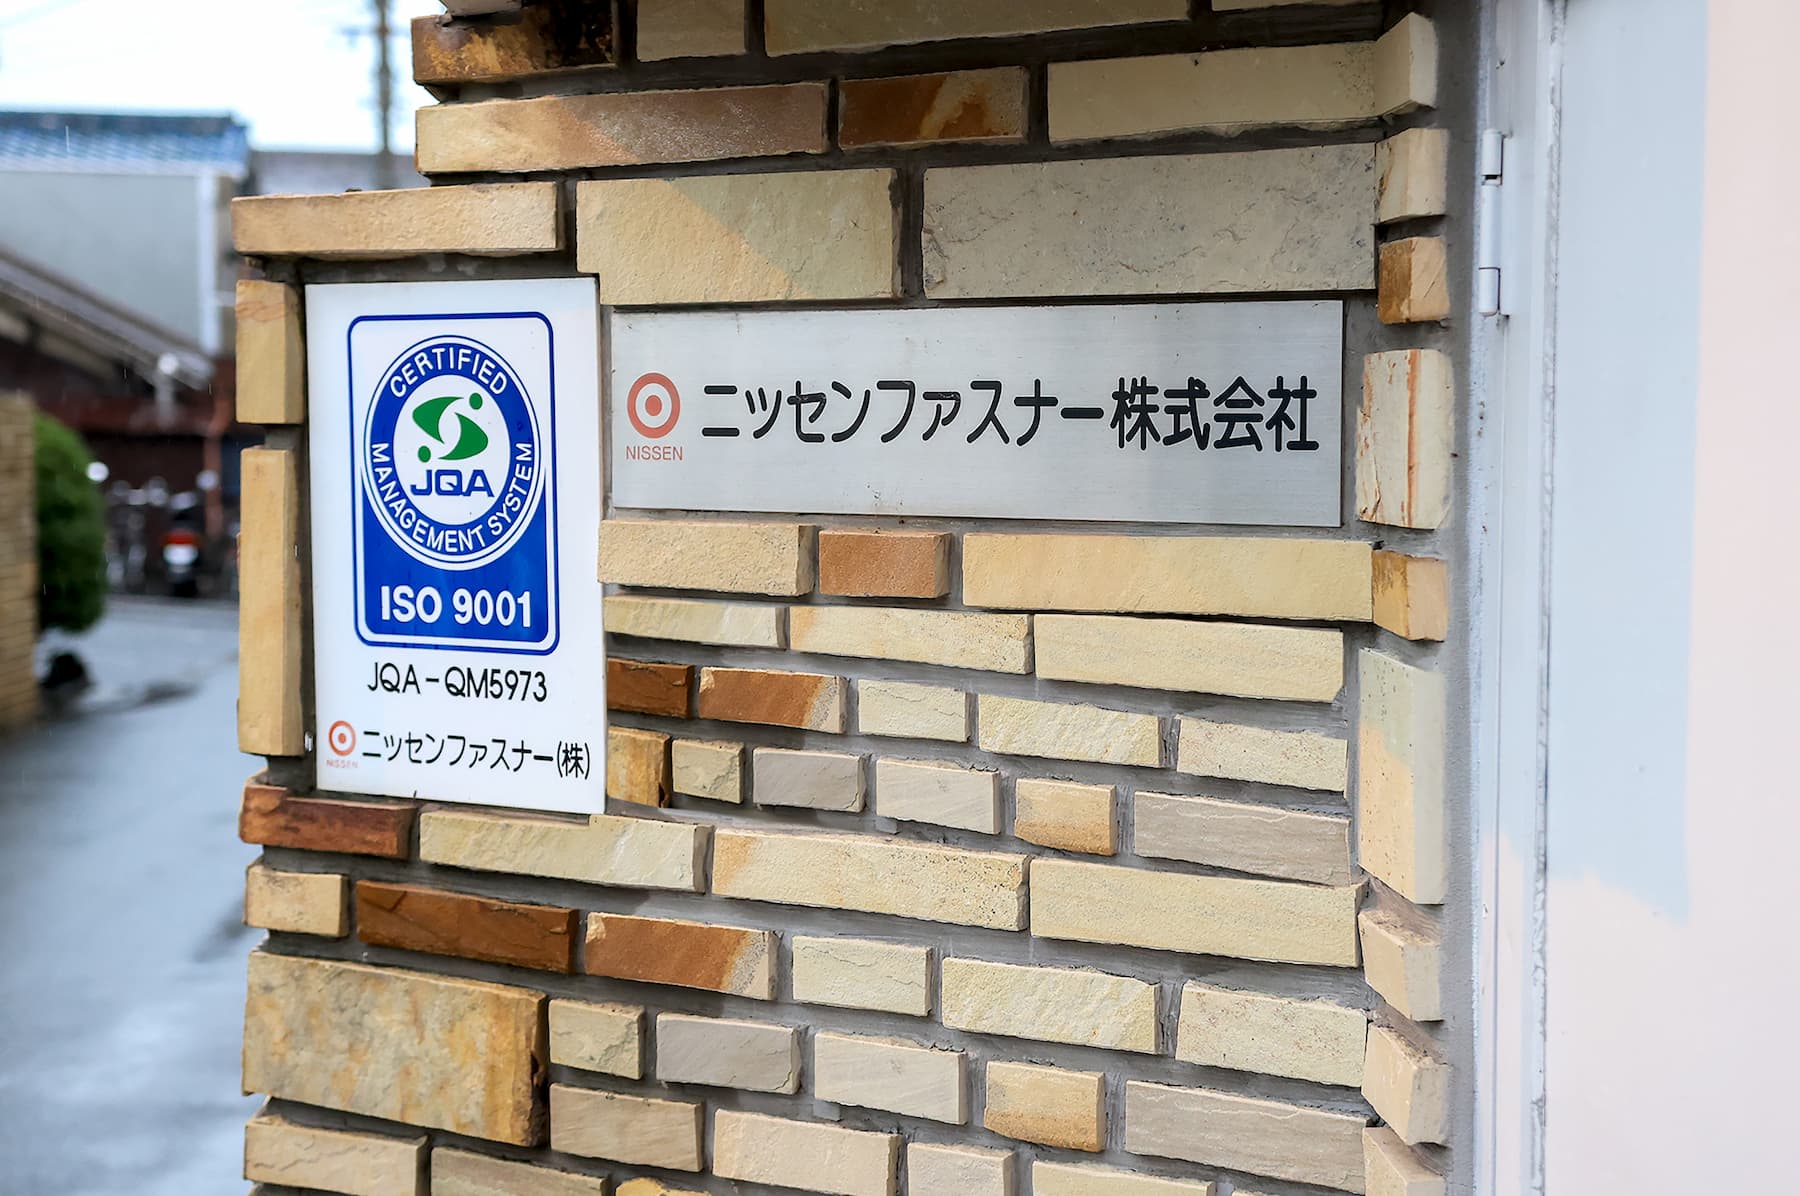 CERTIFIED
JQA
MANAGEMENT SYSTEM
ISO 9001
JQA-QM5973
NISSEN
ニッセンファスナー(株)
NISSEN
ニッセンファスナー株式会社